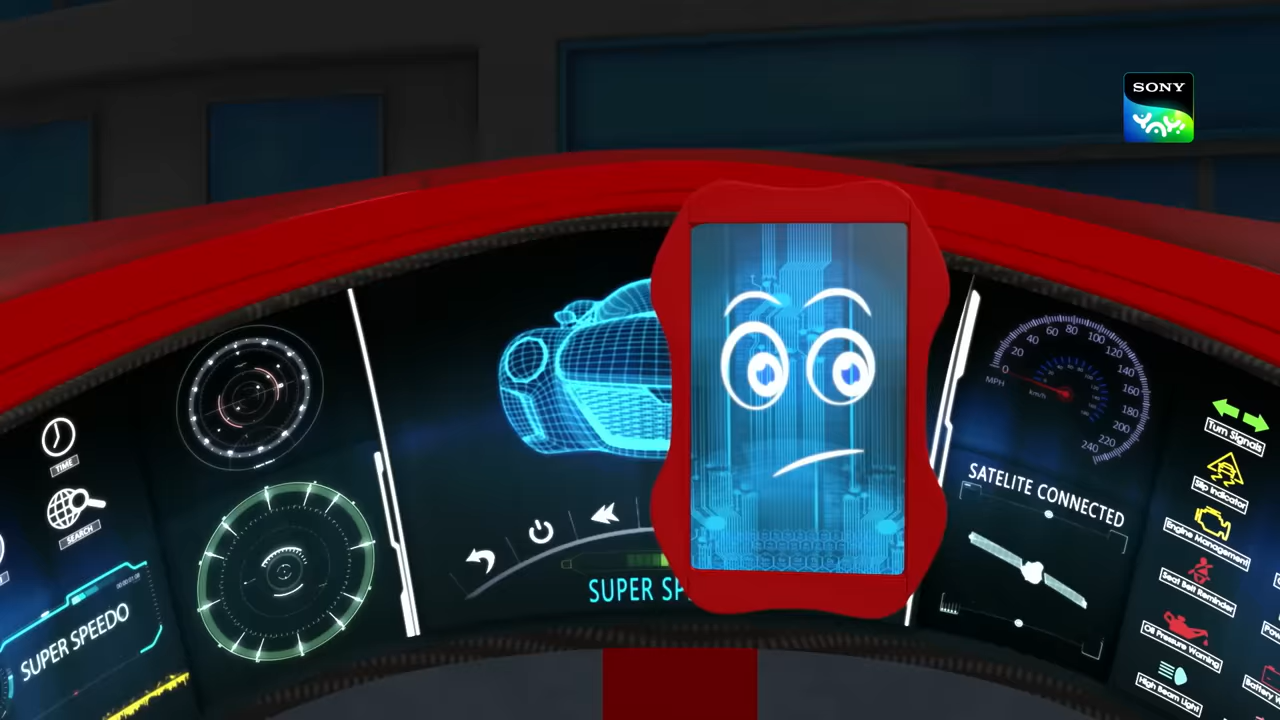 SONY
YAY!
TIME
SEARCH
SUPER SPEEDO
SUPER SP
0
20
40
60
80
100
120
140
160
180
200
220
240
MPH
km/h
SATELITE CONNECTED
Turn Signals
Slip Indicator
Engine Management
Seat Belt Reminder
Oil Pressure Warning
High Beam Light